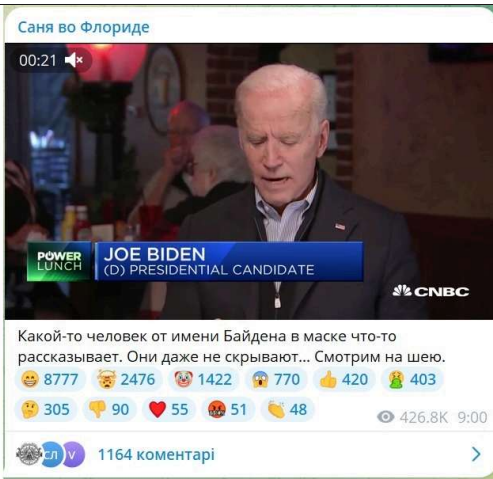 Саня во Флориде
00:21
POWER LUNCH
JOE BIDEN
(D) PRESIDENTIAL CANDIDATE
CNBC
Какой-то человек от имени Байдена в маске что-то
рассказывает. Они даже не скрывают... Смотрим на шею.
8777 2476 1422 770 420 403
305 90 55 51 48 426.8K 9:00
СЛ V 1164 коментарі